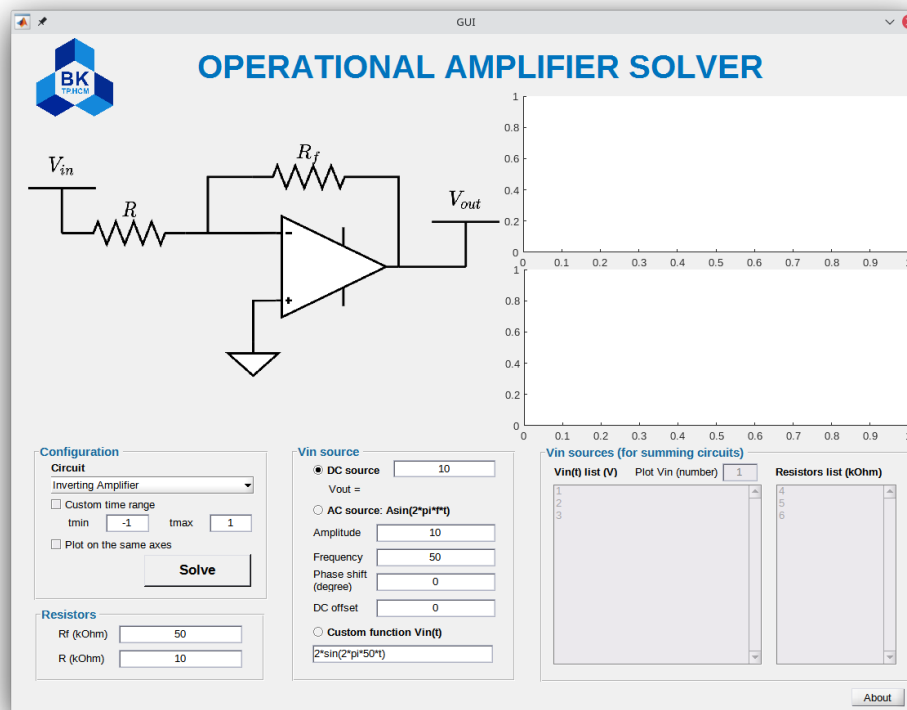 GUI
BK
TP.HCM
OPERATIONAL AMPLIFIER SOLVER
V_in
R
R_f
V_out
-
+
1
0.8
0.6
0.4
0.2
0
0 0.1 0.2 0.3 0.4 0.5 0.6 0.7 0.8 0.9 1
1
0.8
0.6
0.4
0.2
0
0 0.1 0.2 0.3 0.4 0.5 0.6 0.7 0.8 0.9 1
Configuration
Circuit
Inverting Amplifier
Custom time range
tmin -1 tmax 1
Plot on the same axes
Solve
Resistors
Rf (kOhm) 50
R (kOhm) 10
Vin source
DC source 10
Vout =
AC source: Asin(2*pi*f*t)
Amplitude 10
Frequency 50
Phase shift
(degree) 0
DC offset 0
Custom function Vin(t)
2*sin(2*pi*50*t)
Vin sources (for summing circuits)
Vin(t) list (V) Plot Vin (number) 1 Resistors list (kOhm)
1 4
2 5
3 6
About